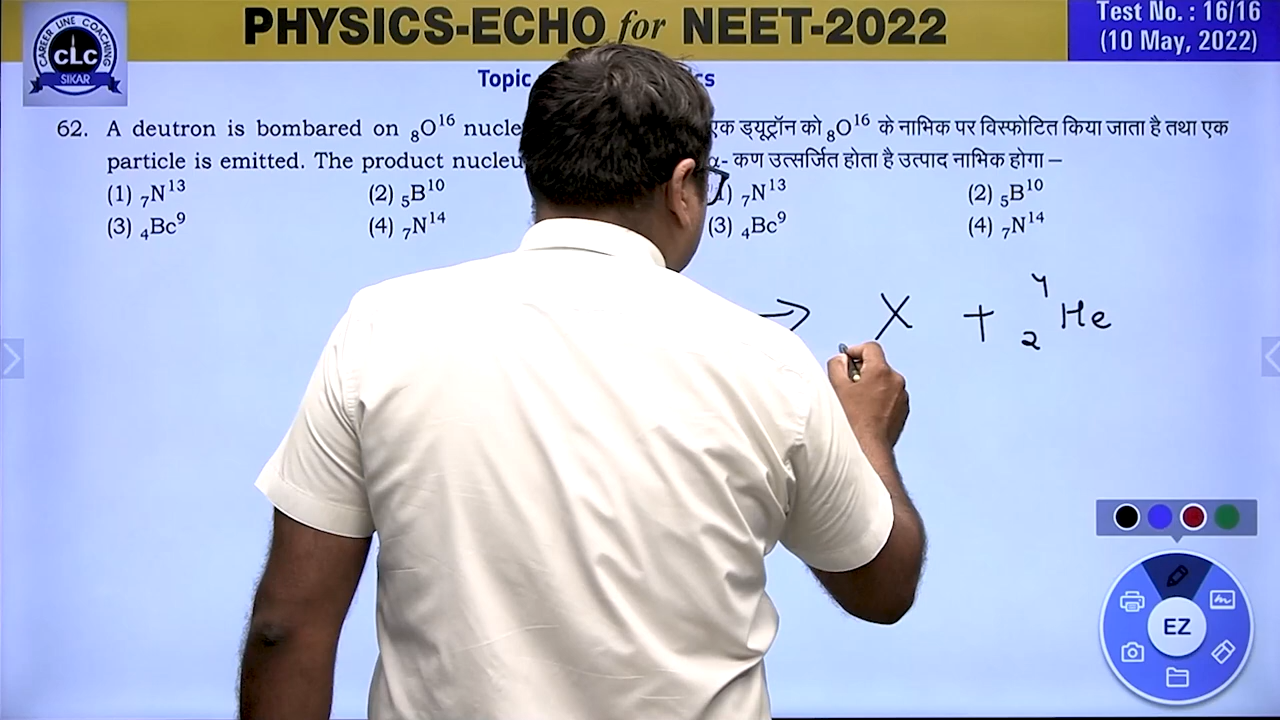 PHYSICS-ECHO for NEET-2022
Test No. : 16/16
(10 May, 2022)
CAREER LINE COACHING
CLC
SIKAR
Topic
62. A deutron is bombarded on ₈O¹⁶
particle is emitted. The product
(1) ₇N¹³ (2) ₅B¹⁰
(3) ₄Bc⁹ (4) ₇N¹⁴
एक ड्यूट्रॉन को ₈O¹⁶ के नाभिक पर विस्फोटित किया जाता है तथा एक
α- कण उत्सर्जित होता है उत्पाद नाभिक होगा –
1) ₇N¹³ (2) ₅B¹⁰
(3) ₄Bc⁹ (4) ₇N¹⁴
→ X + ₂⁴He
EZ